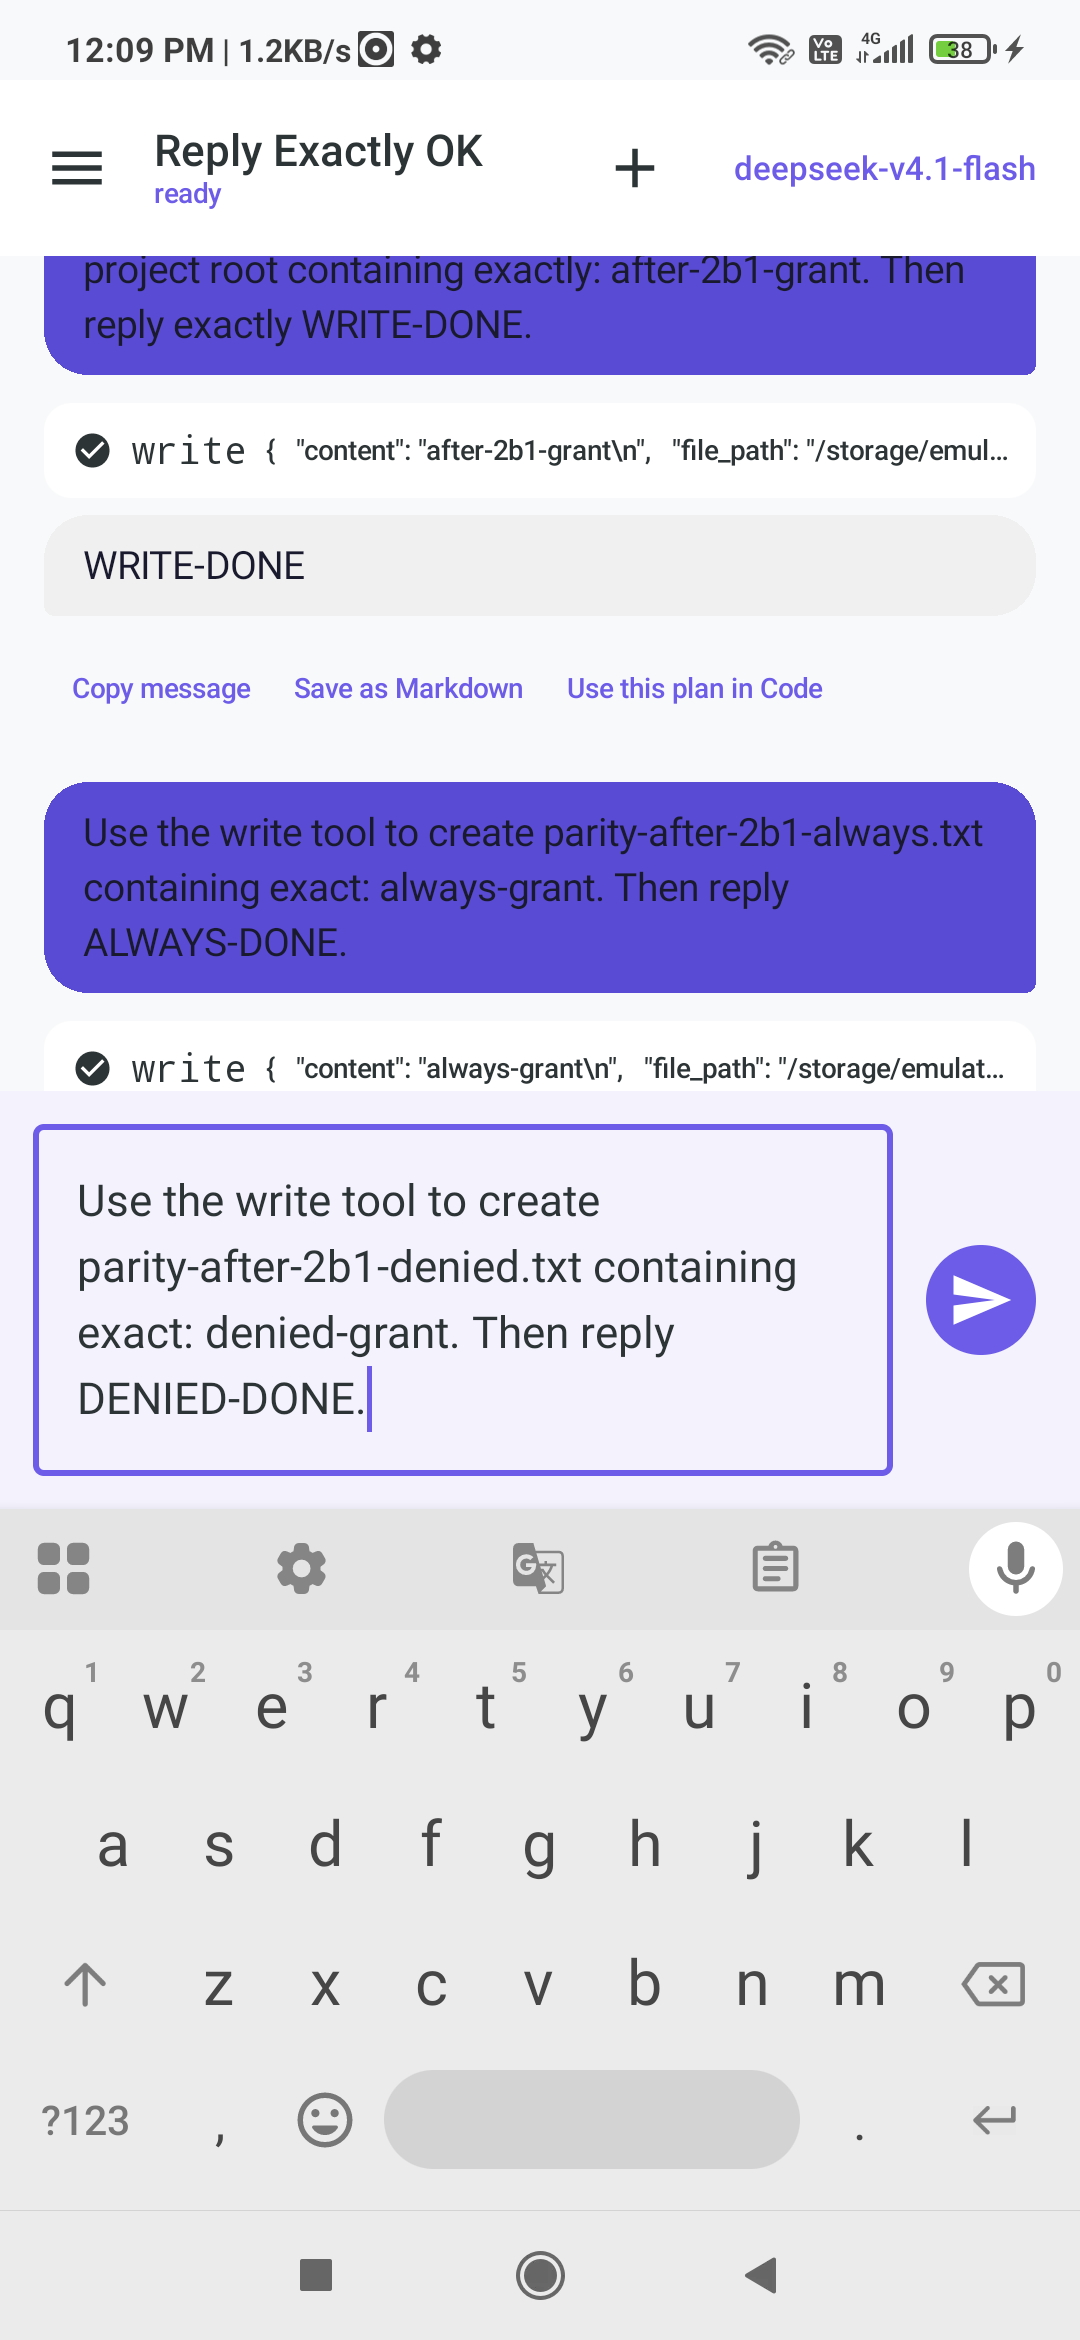 12:09 PM | 1.2KB/s
Vo LTE 4G 38
Reply Exactly OK
ready
deepseek-v4.1-flash
project root containing exactly: after-2b1-grant. Then
reply exactly WRITE-DONE.
write { "content": "after-2b1-grant\n", "file_path": "/storage/emul...
WRITE-DONE
Copy message Save as Markdown Use this plan in Code
Use the write tool to create parity-after-2b1-always.txt
containing exact: always-grant. Then reply
ALWAYS-DONE.
write { "content": "always-grant\n", "file_path": "/storage/emulat...
Use the write tool to create
parity-after-2b1-denied.txt containing
exact: denied-grant. Then reply
DENIED-DONE.
G 文
1 2 3 4 5 6 7 8 9 0
q w e r t y u i o p
a s d f g h j k l
z x c v b n m
?123 , .